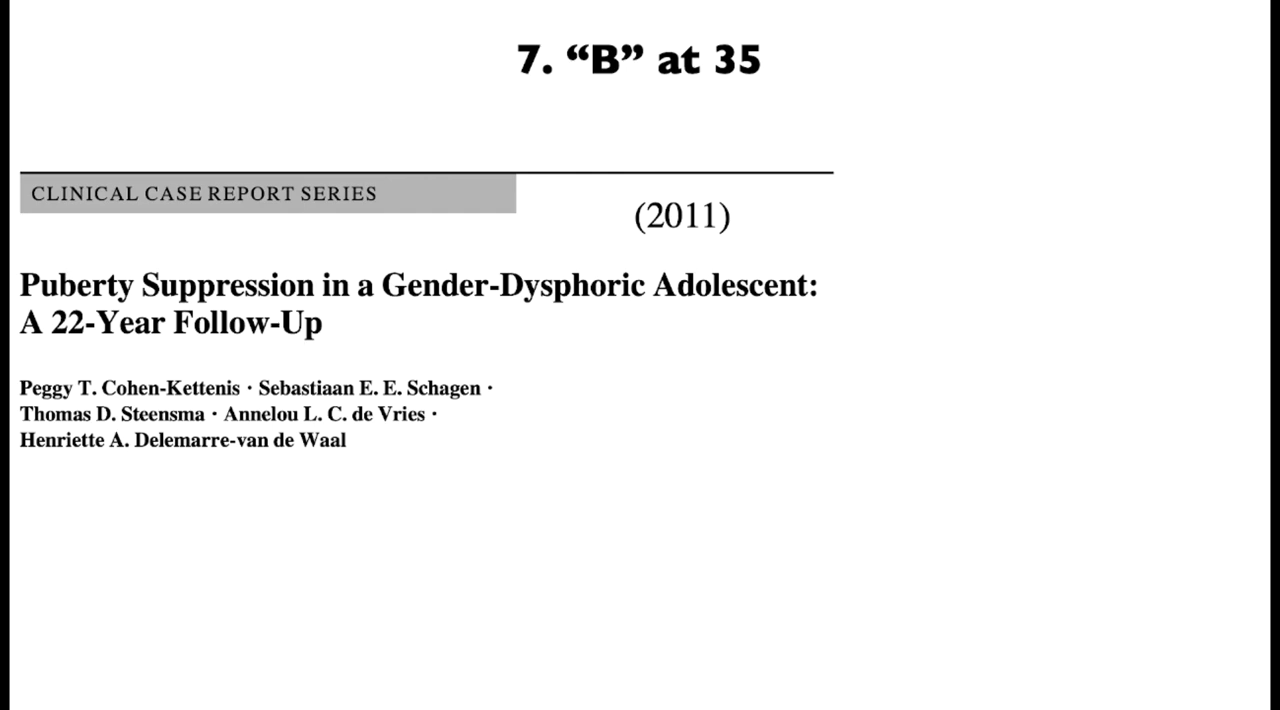 7. “B” at 35
CLINICAL CASE REPORT SERIES
(2011)
Puberty Suppression in a Gender-Dysphoric Adolescent:
A 22-Year Follow-Up
Peggy T. Cohen-Kettenis · Sebastiaan E. E. Schagen ·
Thomas D. Steensma · Annelou L. C. de Vries ·
Henriette A. Delemarre-van de Waal